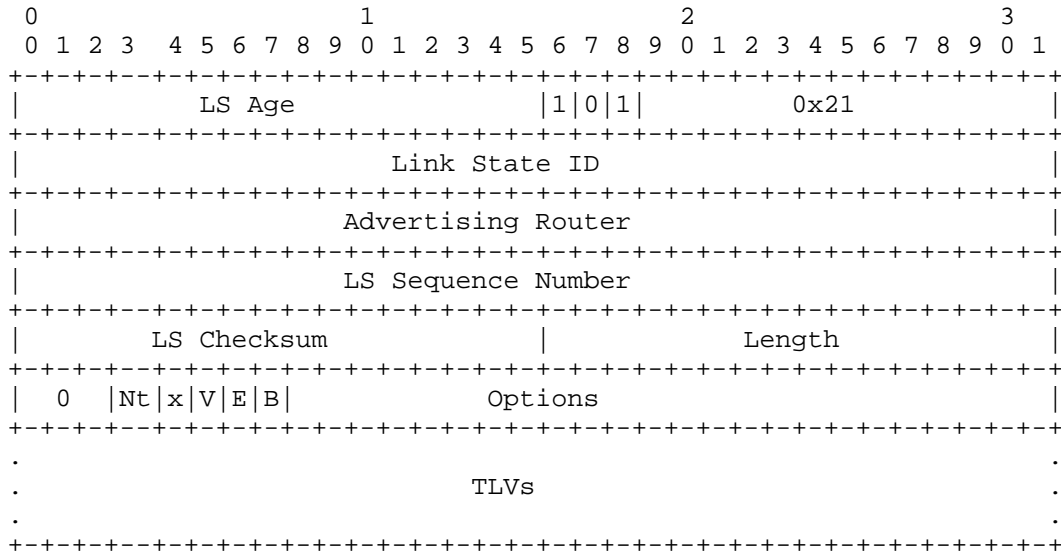 0                   1                   2                   3
 0 1 2 3  4 5 6 7 8 9 0 1 2 3 4 5 6 7 8 9 0 1 2 3 4 5 6 7 8 9 0 1
+-+-+-+--+-+-+-+-+-+-+-+-+-+-+-+-+-+-+-+-+-+-+-+-+-+-+-+-+-+-+-+-+
|           LS Age               |1|0|1|         0x21            |
+-+-+-+--+-+-+-+-+-+-+-+-+-+-+-+-+-+-+-+-+-+-+-+-+-+-+-+-+-+-+-+-+
|                       Link State ID                            |
+-+-+-+--+-+-+-+-+-+-+-+-+-+-+-+-+-+-+-+-+-+-+-+-+-+-+-+-+-+-+-+-+
|                    Advertising Router                          |
+-+-+-+--+-+-+-+-+-+-+-+-+-+-+-+-+-+-+-+-+-+-+-+-+-+-+-+-+-+-+-+-+
|                    LS Sequence Number                          |
+-+-+-+--+-+-+-+-+-+-+-+-+-+-+-+-+-+-+-+-+-+-+-+-+-+-+-+-+-+-+-+-+
|        LS Checksum             |            Length             |
+-+-+-+--+-+-+-+-+-+-+-+-+-+-+-+-+-+-+-+-+-+-+-+-+-+-+-+-+-+-+-+-+
|  0  |Nt|x|V|E|B|            Options                            |
+-+-+-+--+-+-+-+-+-+-+-+-+-+-+-+-+-+-+-+-+-+-+-+-+-+-+-+-+-+-+-+-+
.                                                                .
.                            TLVs                                .
.                                                                .
+-+-+-+--+-+-+-+-+-+-+-+-+-+-+-+-+-+-+-+-+-+-+-+-+-+-+-+-+-+-+-+-+